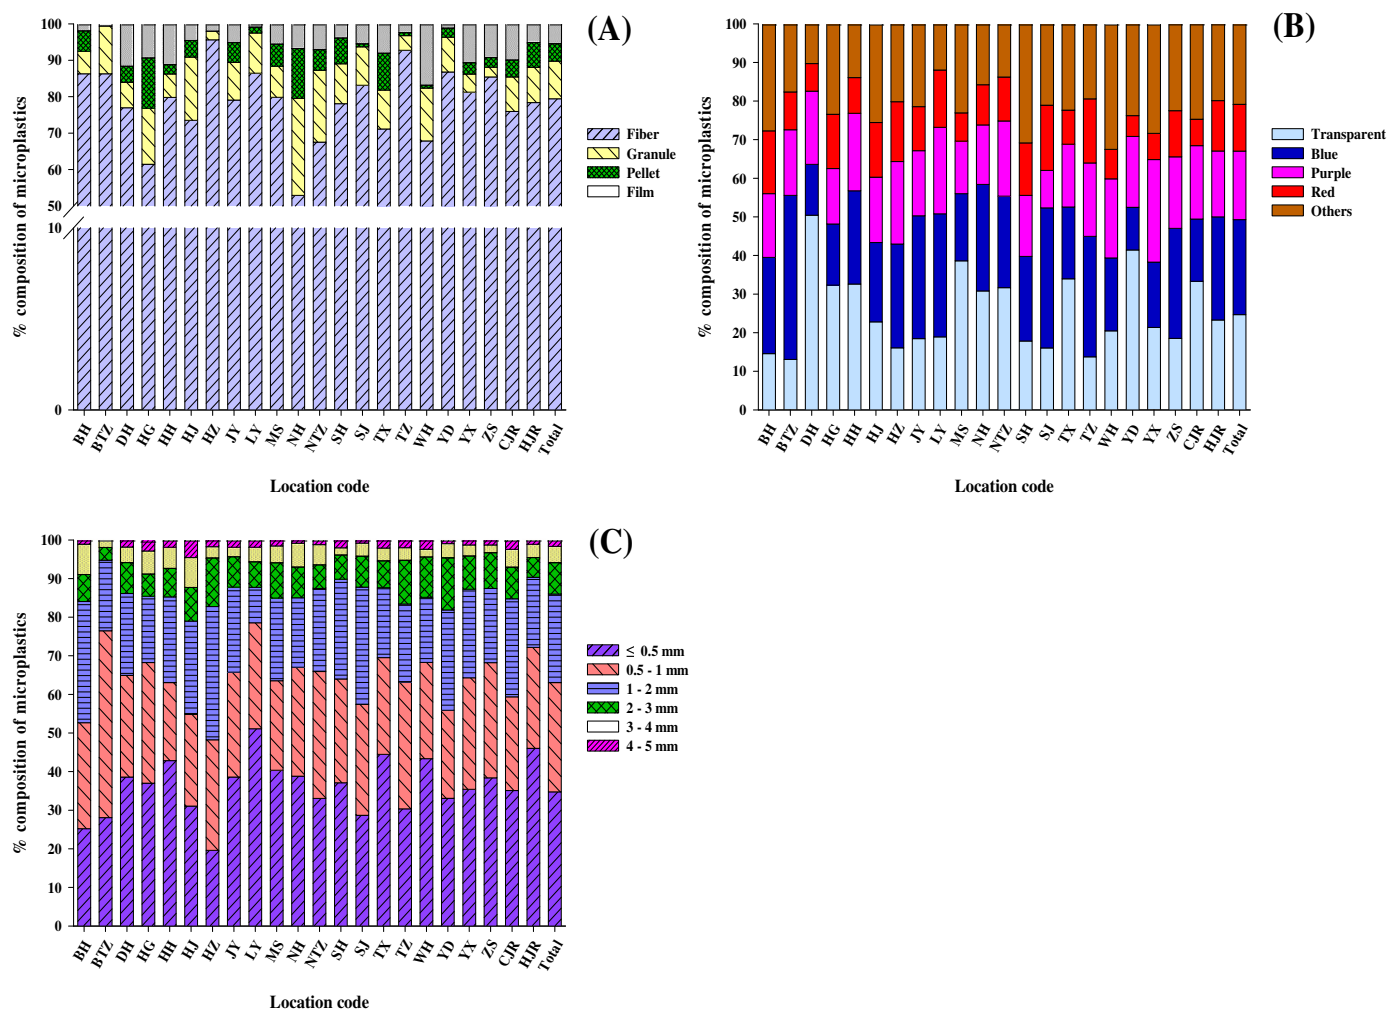 (A)
% composition of microplastics
100
90
80
70
60
50
10
0
Fiber
Granule
Pellet
Film
BH BTZ DH HG HH HJ HZ JY LY MS NH NTZ SH SJ TX TZ WH YD YX ZS CJR HJR Total
Location code
(B)
% composition of microplastics
100
90
80
70
60
50
40
30
20
10
0
Transparent
Blue
Purple
Red
Others
BH BTZ DH HG HH HJ HZ JY LY MS NH NTZ SH SJ TX TZ WH YD YX ZS CJR HJR Total
Location code
(C)
% composition of microplastics
100
90
80
70
60
50
40
30
20
10
0
≤ 0.5 mm
0.5 - 1 mm
1 - 2 mm
2 - 3 mm
3 - 4 mm
4 - 5 mm
BH BTZ DH HG HH HJ HZ JY LY MS NH NTZ SH SJ TX TZ WH YD YX ZS CJR HJR Total
Location code